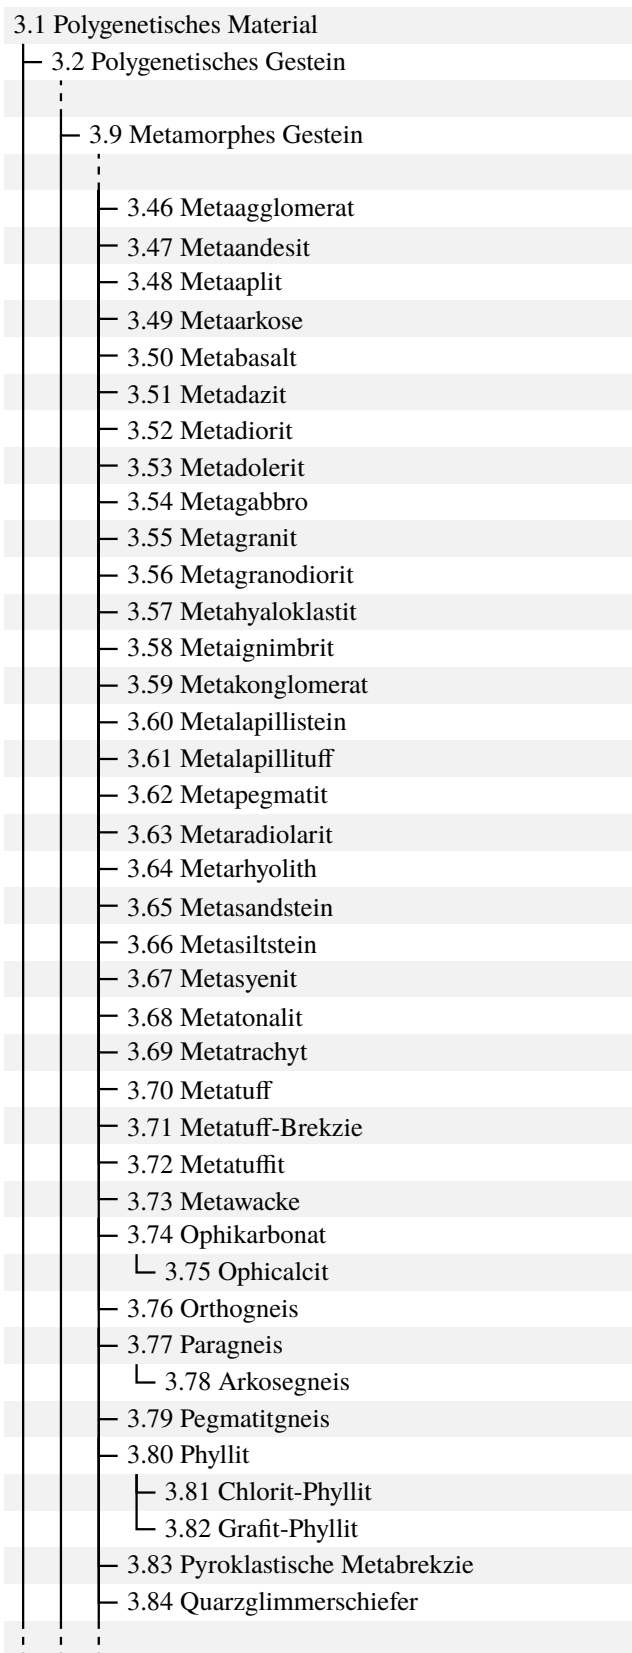 3.1 Polygenetisches Material
3.2 Polygenetisches Gestein
3.9 Metamorphes Gestein
3.46 Metaagglomerat
3.47 Metaandesit
3.48 Metaaplit
3.49 Metaarkose
3.50 Metabasalt
3.51 Metadazit
3.52 Metadiorit
3.53 Metadolerit
3.54 Metagabbro
3.55 Metagranit
3.56 Metagranodiorit
3.57 Metahyaloklastit
3.58 Metaignimbrit
3.59 Metakonglomerat
3.60 Metalapillistein
3.61 Metalapillituff
3.62 Metapegmatit
3.63 Metaradiolarit
3.64 Metarhyolith
3.65 Metasandstein
3.66 Metasiltstein
3.67 Metasyenit
3.68 Metatonalit
3.69 Metatrachyt
3.70 Metatuff
3.71 Metatuff-Brekzie
3.72 Metatuffit
3.73 Metawacke
3.74 Ophikarbonat
3.75 Ophicalcit
3.76 Orthogneis
3.77 Paragneis
3.78 Arkosegneis
3.79 Pegmatitgneis
3.80 Phyllit
3.81 Chlorit-Phyllit
3.82 Grafit-Phyllit
3.83 Pyroklastische Metabrekzie
3.84 Quarzglimmerschiefer